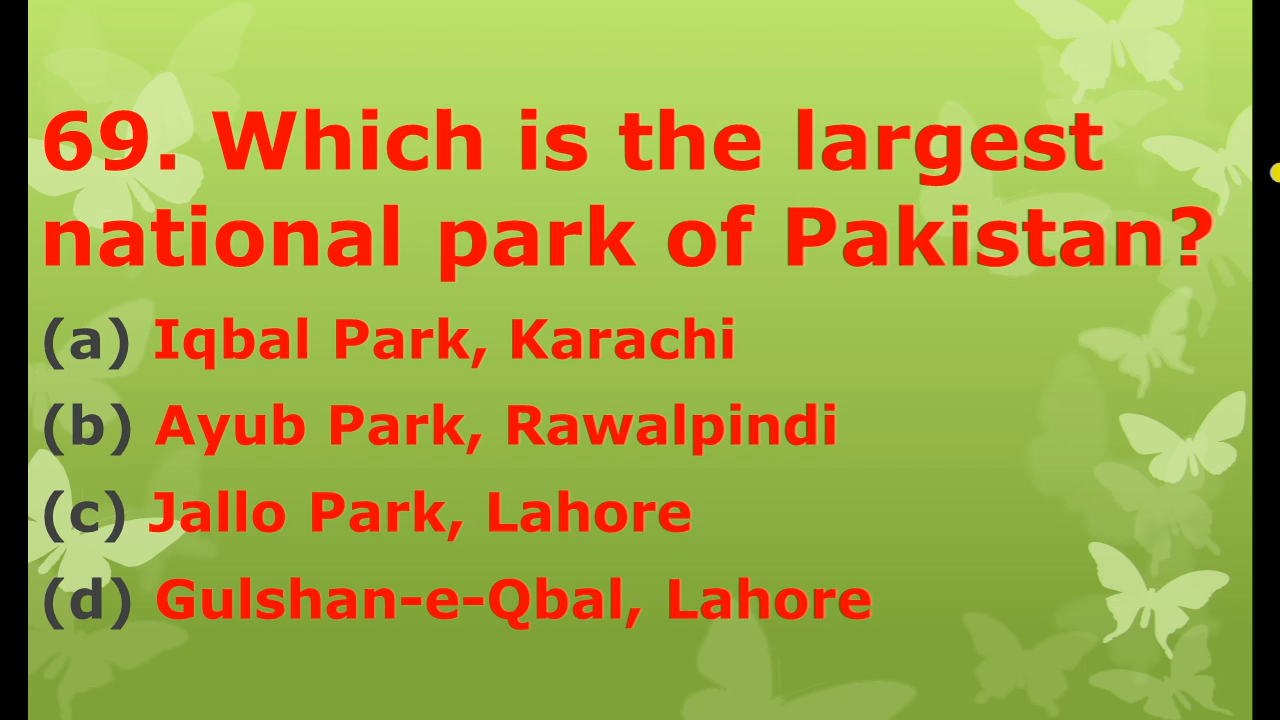 69. Which is the largest
national park of Pakistan?
(a) Iqbal Park, Karachi
(b) Ayub Park, Rawalpindi
(c) Jallo Park, Lahore
(d) Gulshan-e-Qbal, Lahore